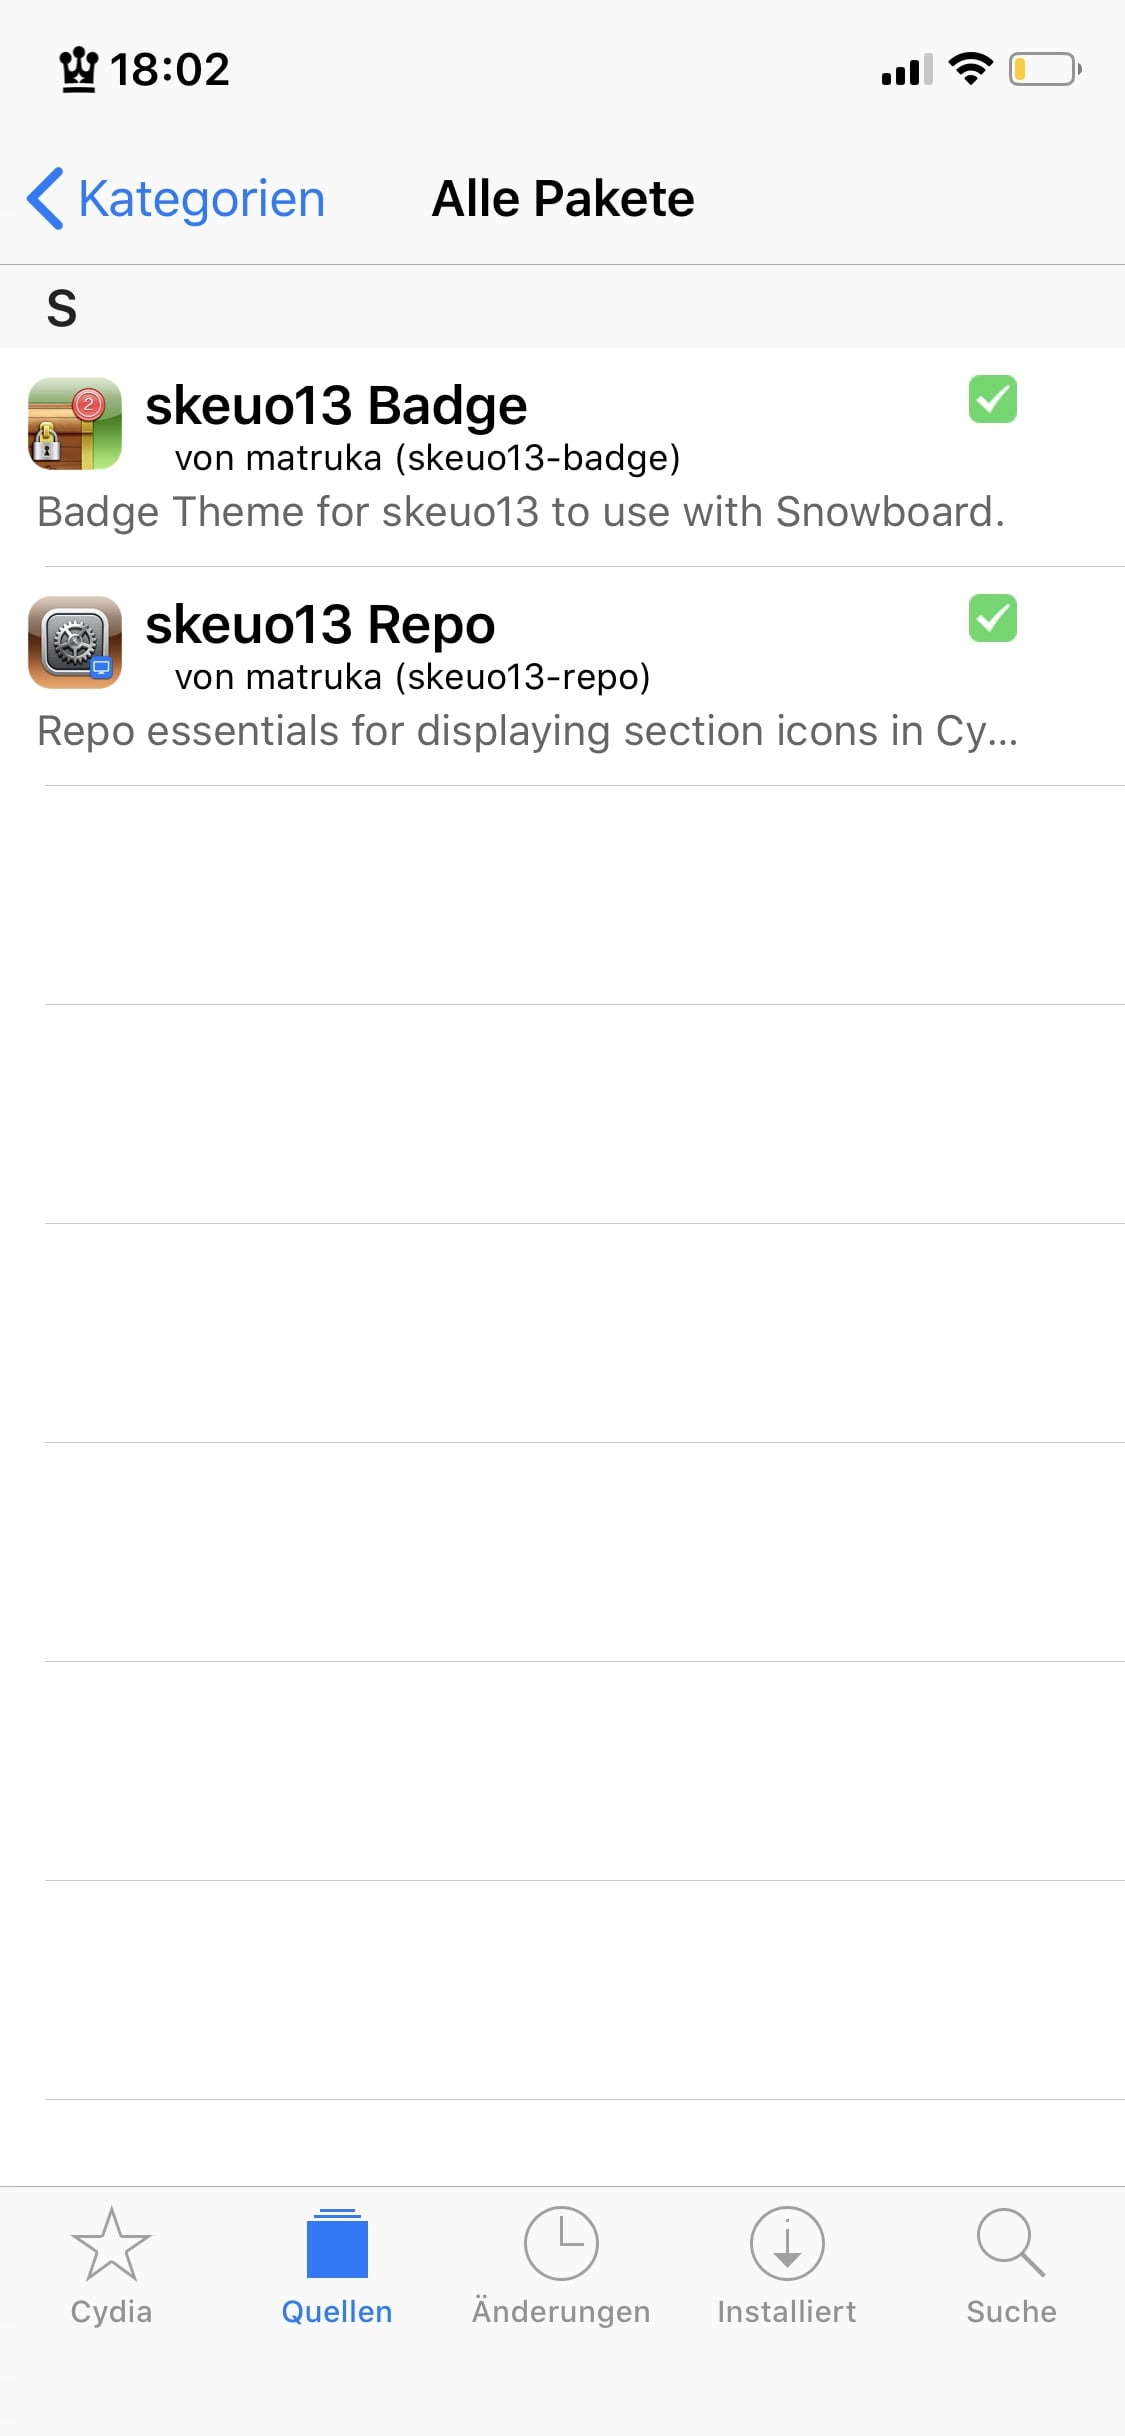 18:02
Kategorien
Alle Pakete
S
2
skeuo13 Badge
von matruka (skeuo13-badge)
Badge Theme for skeuo13 to use with Snowboard.
skeuo13 Repo
von matruka (skeuo13-repo)
Repo essentials for displaying section icons in Cy...
Cydia
Quellen
Änderungen
Installiert
Suche